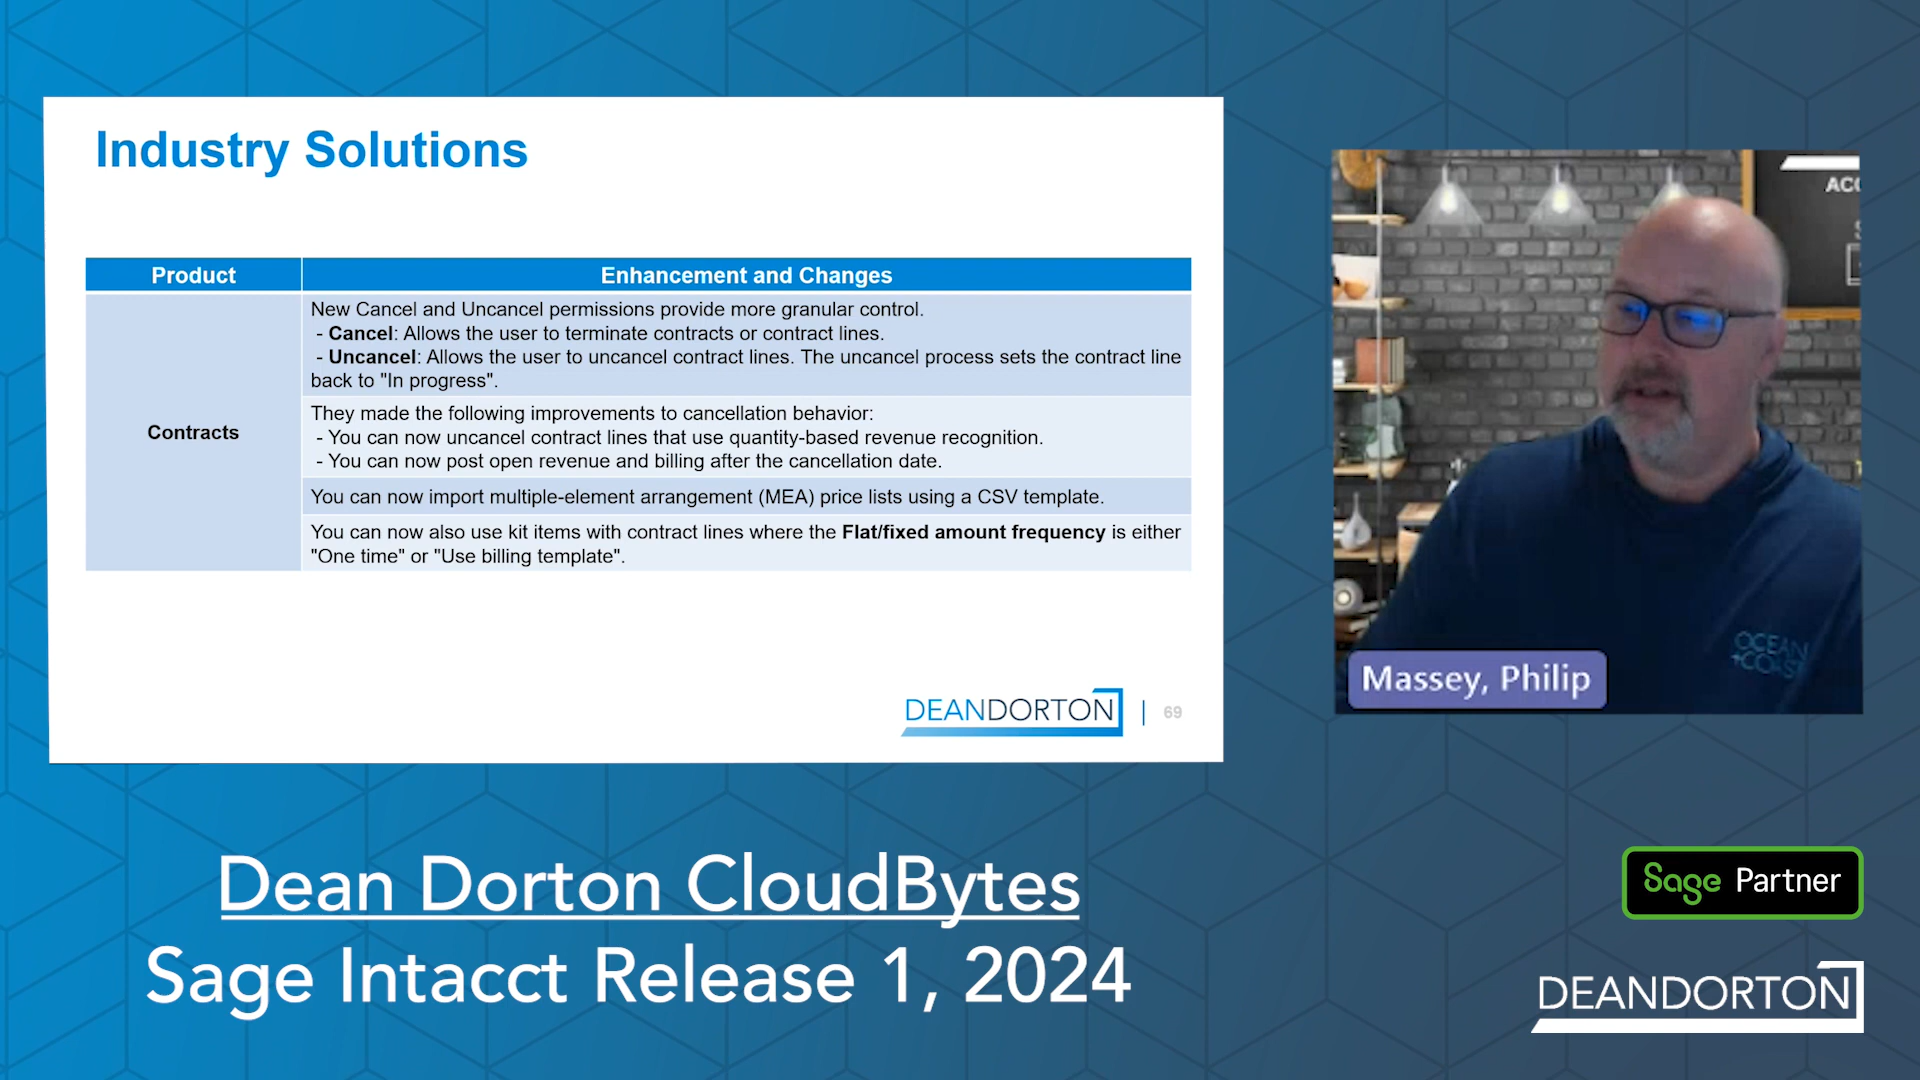 Industry Solutions
Product
Enhancement and Changes
Contracts
New Cancel and Uncancel permissions provide more granular control.
- Cancel: Allows the user to terminate contracts or contract lines.
- Uncancel: Allows the user to uncancel contract lines. The uncancel process sets the contract line
back to "In progress".
They made the following improvements to cancellation behavior:
- You can now uncancel contract lines that use quantity-based revenue recognition.
- You can now post open revenue and billing after the cancellation date.
You can now import multiple-element arrangement (MEA) price lists using a CSV template.
You can now also use kit items with contract lines where the Flat/fixed amount frequency is either
"One time" or "Use billing template".
DEANDORTON
69
OCEAN
+COAST
Massey, Philip
Dean Dorton CloudBytes
Sage Intacct Release 1, 2024
Sage Partner
DEANDORTON